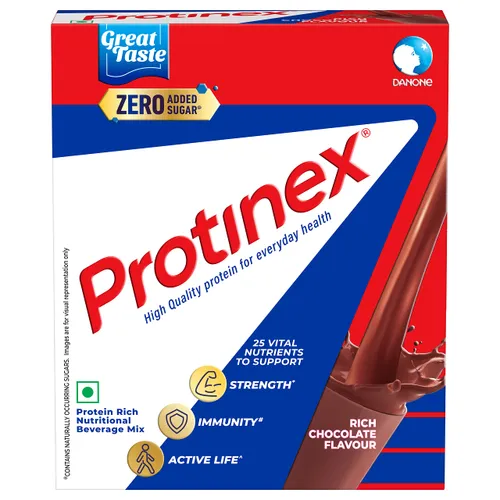 Great
Taste
ZERO ADDED SUGAR®
DANONE
Protinex®
High Quality protein for everyday health
25 VITAL
NUTRIENTS
TO SUPPORT
STRENGTH*
IMMUNITY#
ACTIVE LIFE^
Protein Rich
Nutritional
Beverage Mix
RICH
CHOCOLATE
FLAVOUR
®CONTAINS NATURALLY OCCURRING SUGARS. Images are for visual representation only